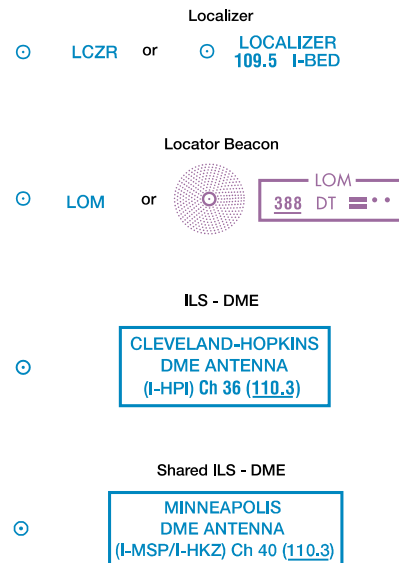 Localizer
LCZR or LOCALIZER
109.5 I-BED
Locator Beacon
LOM or LOM
388 DT
ILS - DME
CLEVELAND-HOPKINS
DME ANTENNA
(I-HPI) Ch 36 (110.3)
Shared ILS - DME
MINNEAPOLIS
DME ANTENNA
(I-MSP/I-HKZ) Ch 40 (110.3)